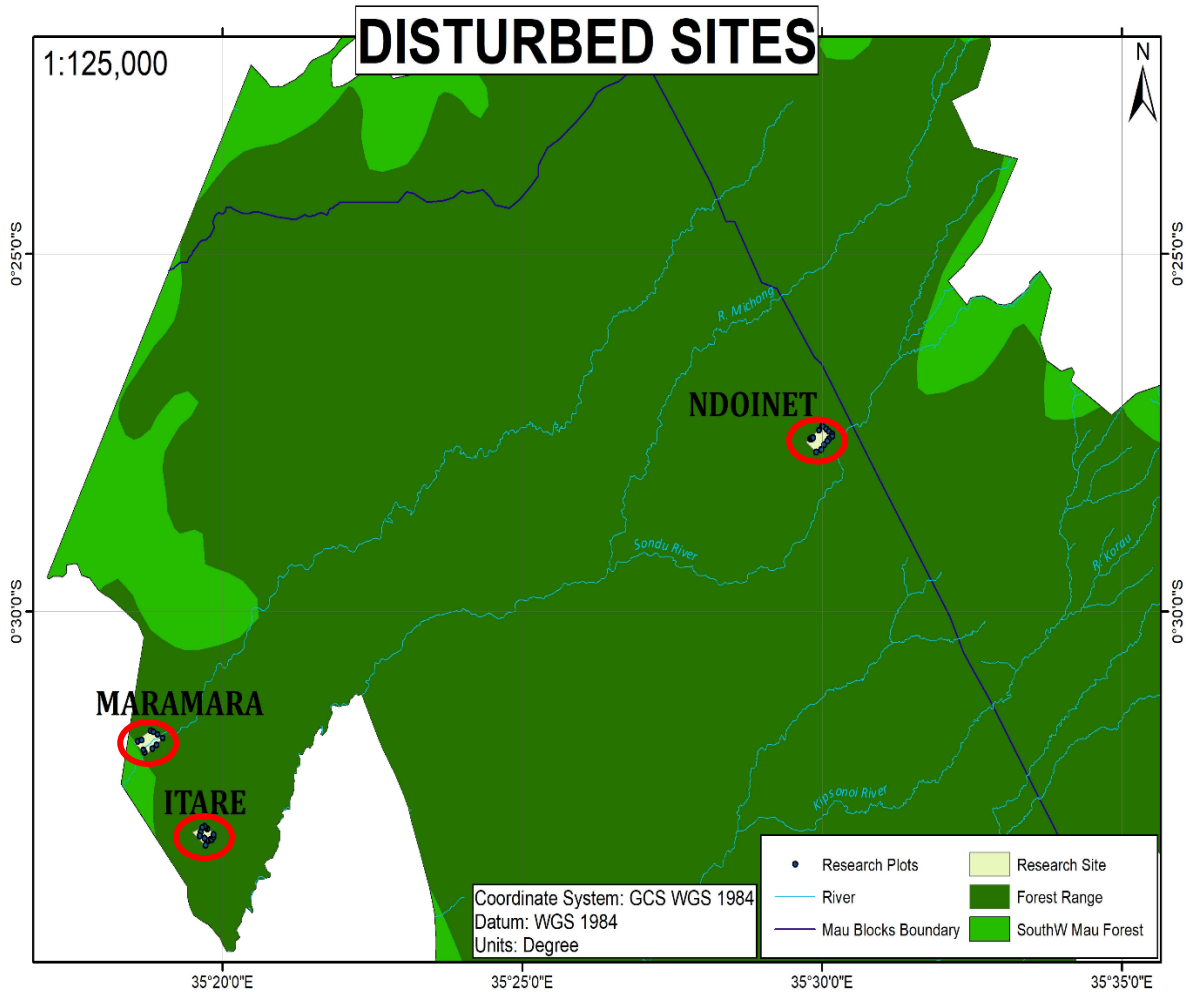 DISTURBED SITES
1:125,000
N
0°25'0"S
0°25'0"S
R. Michong
NDOINET
Sondu River
R. Korau
0°30'0"S
0°30'0"S
MARAMARA
ITARE
Kipsonoi River
Coordinate System: GCS WGS 1984
Datum: WGS 1984
Units: Degree
Research Plots
River
Mau Blocks Boundary
Research Site
Forest Range
SouthW Mau Forest
35°20'0"E
35°25'0"E
35°30'0"E
35°35'0"E